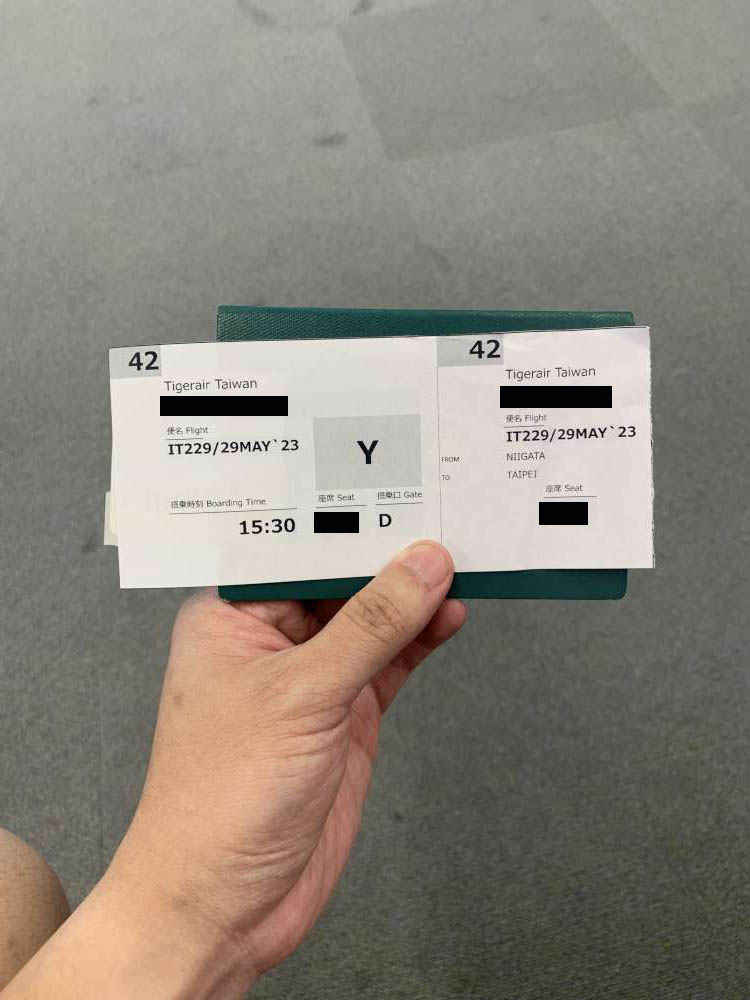 42
Tigerair Taiwan
便名 Flight
IT229/29MAY`23
Y
搭乗時刻 Boarding Time
15:30
座席 Seat
搭乗口 Gate
D
42
Tigerair Taiwan
便名 Flight
IT229/29MAY`23
FROM NIIGATA
TO TAIPEI
座席 Seat